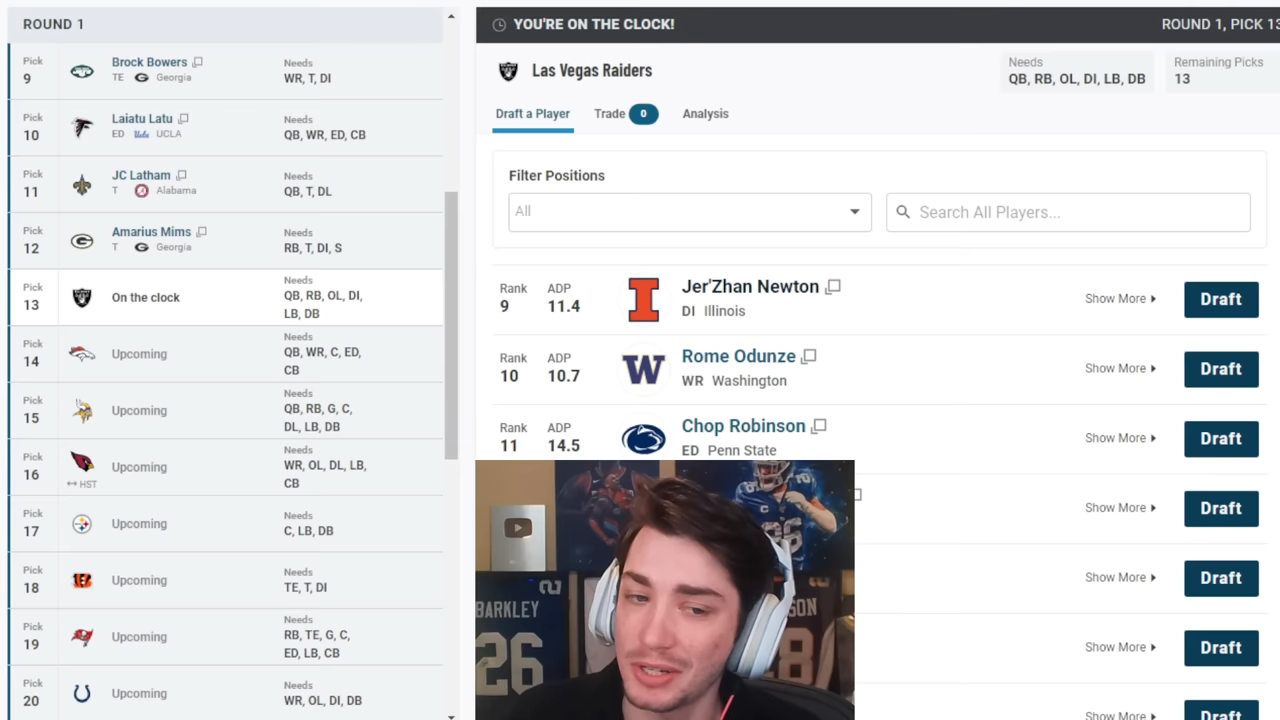 ROUND 1
Pick
9
Brock Bowers
TE Georgia
Needs
WR, T, DI
Pick
10
Laiatu Latu
ED UCLA
Needs
QB, WR, ED, CB
Pick
11
JC Latham
T Alabama
Needs
QB, T, DL
Pick
12
Amarius Mims
T Georgia
Needs
RB, T, DI, S
Pick
13
On the clock
Needs
QB, RB, OL, DI,
LB, DB
Pick
14
Upcoming
Needs
QB, WR, C, ED,
CB
Pick
15
Upcoming
Needs
QB, RB, G, C,
DL, LB, DB
Pick
16
HST
Upcoming
Needs
WR, OL, DL, LB,
CB
Pick
17
Upcoming
Needs
C, LB, DB
Pick
18
Upcoming
Needs
TE, T, DI
Pick
19
Upcoming
Needs
RB, TE, G, C,
ED, LB, CB
Pick
20
Upcoming
Needs
WR, OL, DI, DB
YOU'RE ON THE CLOCK!
ROUND 1, PICK 13
Las Vegas Raiders
Needs
QB, RB, OL, DI, LB, DB
Remaining Picks
13
Draft a Player Trade 0 Analysis
Filter Positions
All
Search All Players...
Rank
9
ADP
11.4
Jer'Zhan Newton
DI Illinois
Show More
Draft
Rank
10
ADP
10.7
Rome Odunze
WR Washington
Show More
Draft
Rank
11
ADP
14.5
Chop Robinson
ED Penn State
Show More
Draft
Show More
Draft
Show More
Draft
Show More
Draft
Show More
Draft
BARKLEY
26